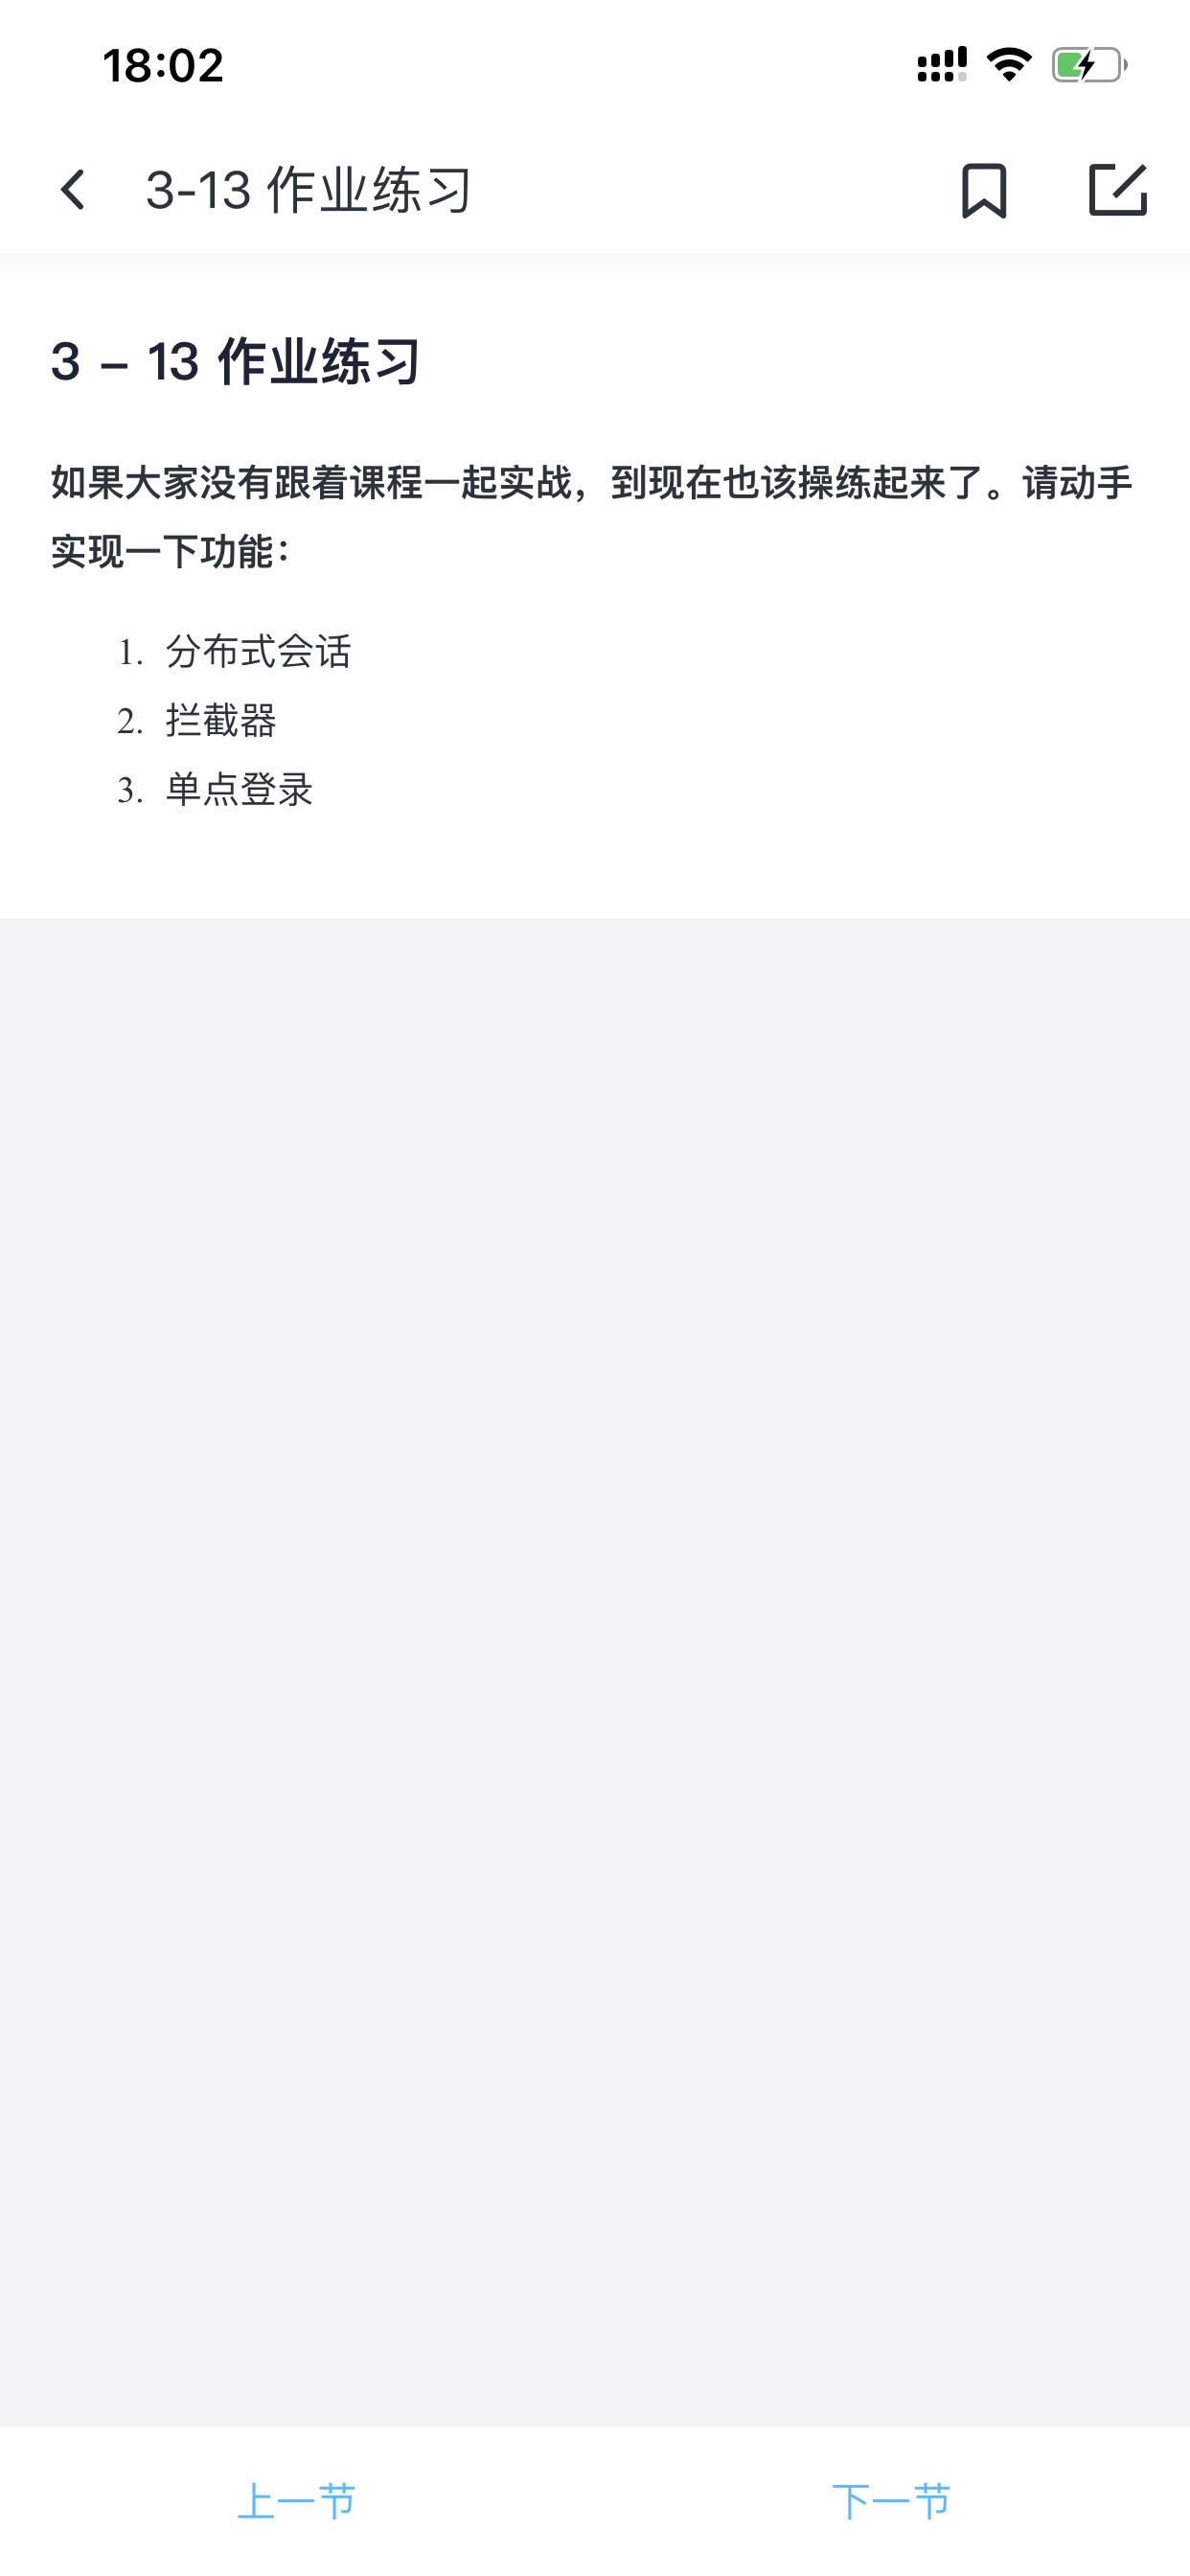 18:02
3-13 作业练习
3 – 13 作业练习
如果大家没有跟着课程一起实战，到现在也该操练起来了。请动手
实现一下功能：
1. 分布式会话
2. 拦截器
3. 单点登录
上一节
下一节